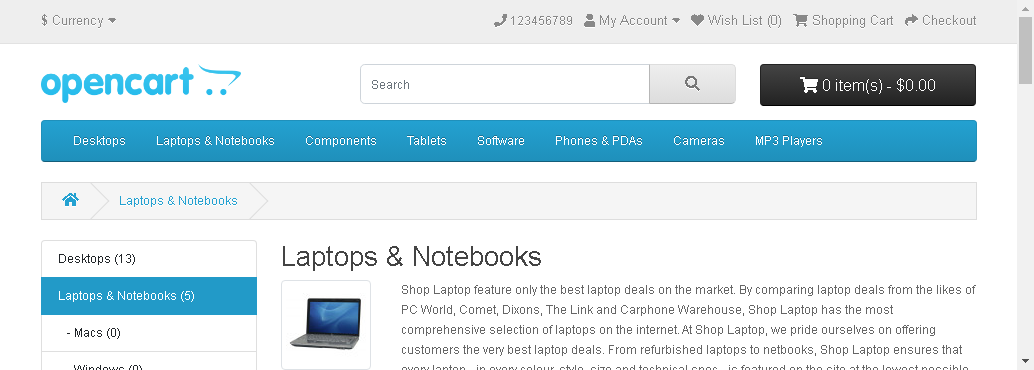 $ Currency 123456789 My Account Wish List (0) Shopping Cart Checkout
opencart Search 0 item(s) - $0.00
Desktops Laptops & Notebooks Components Tablets Software Phones & PDAs Cameras MP3 Players
Laptops & Notebooks
Desktops (13)
Laptops & Notebooks (5)
- Macs (0)
- Windows (0)
Laptops & Notebooks
Shop Laptop feature only the best laptop deals on the market. By comparing laptop deals from the likes of
PC World, Comet, Dixons, The Link and Carphone Warehouse, Shop Laptop has the most
comprehensive selection of laptops on the internet. At Shop Laptop, we pride ourselves on offering
customers the very best laptop deals. From refurbished laptops to netbooks, Shop Laptop ensures that
every laptop - in every colour, style, size and technical spec - is featured on the site at the lowest possible